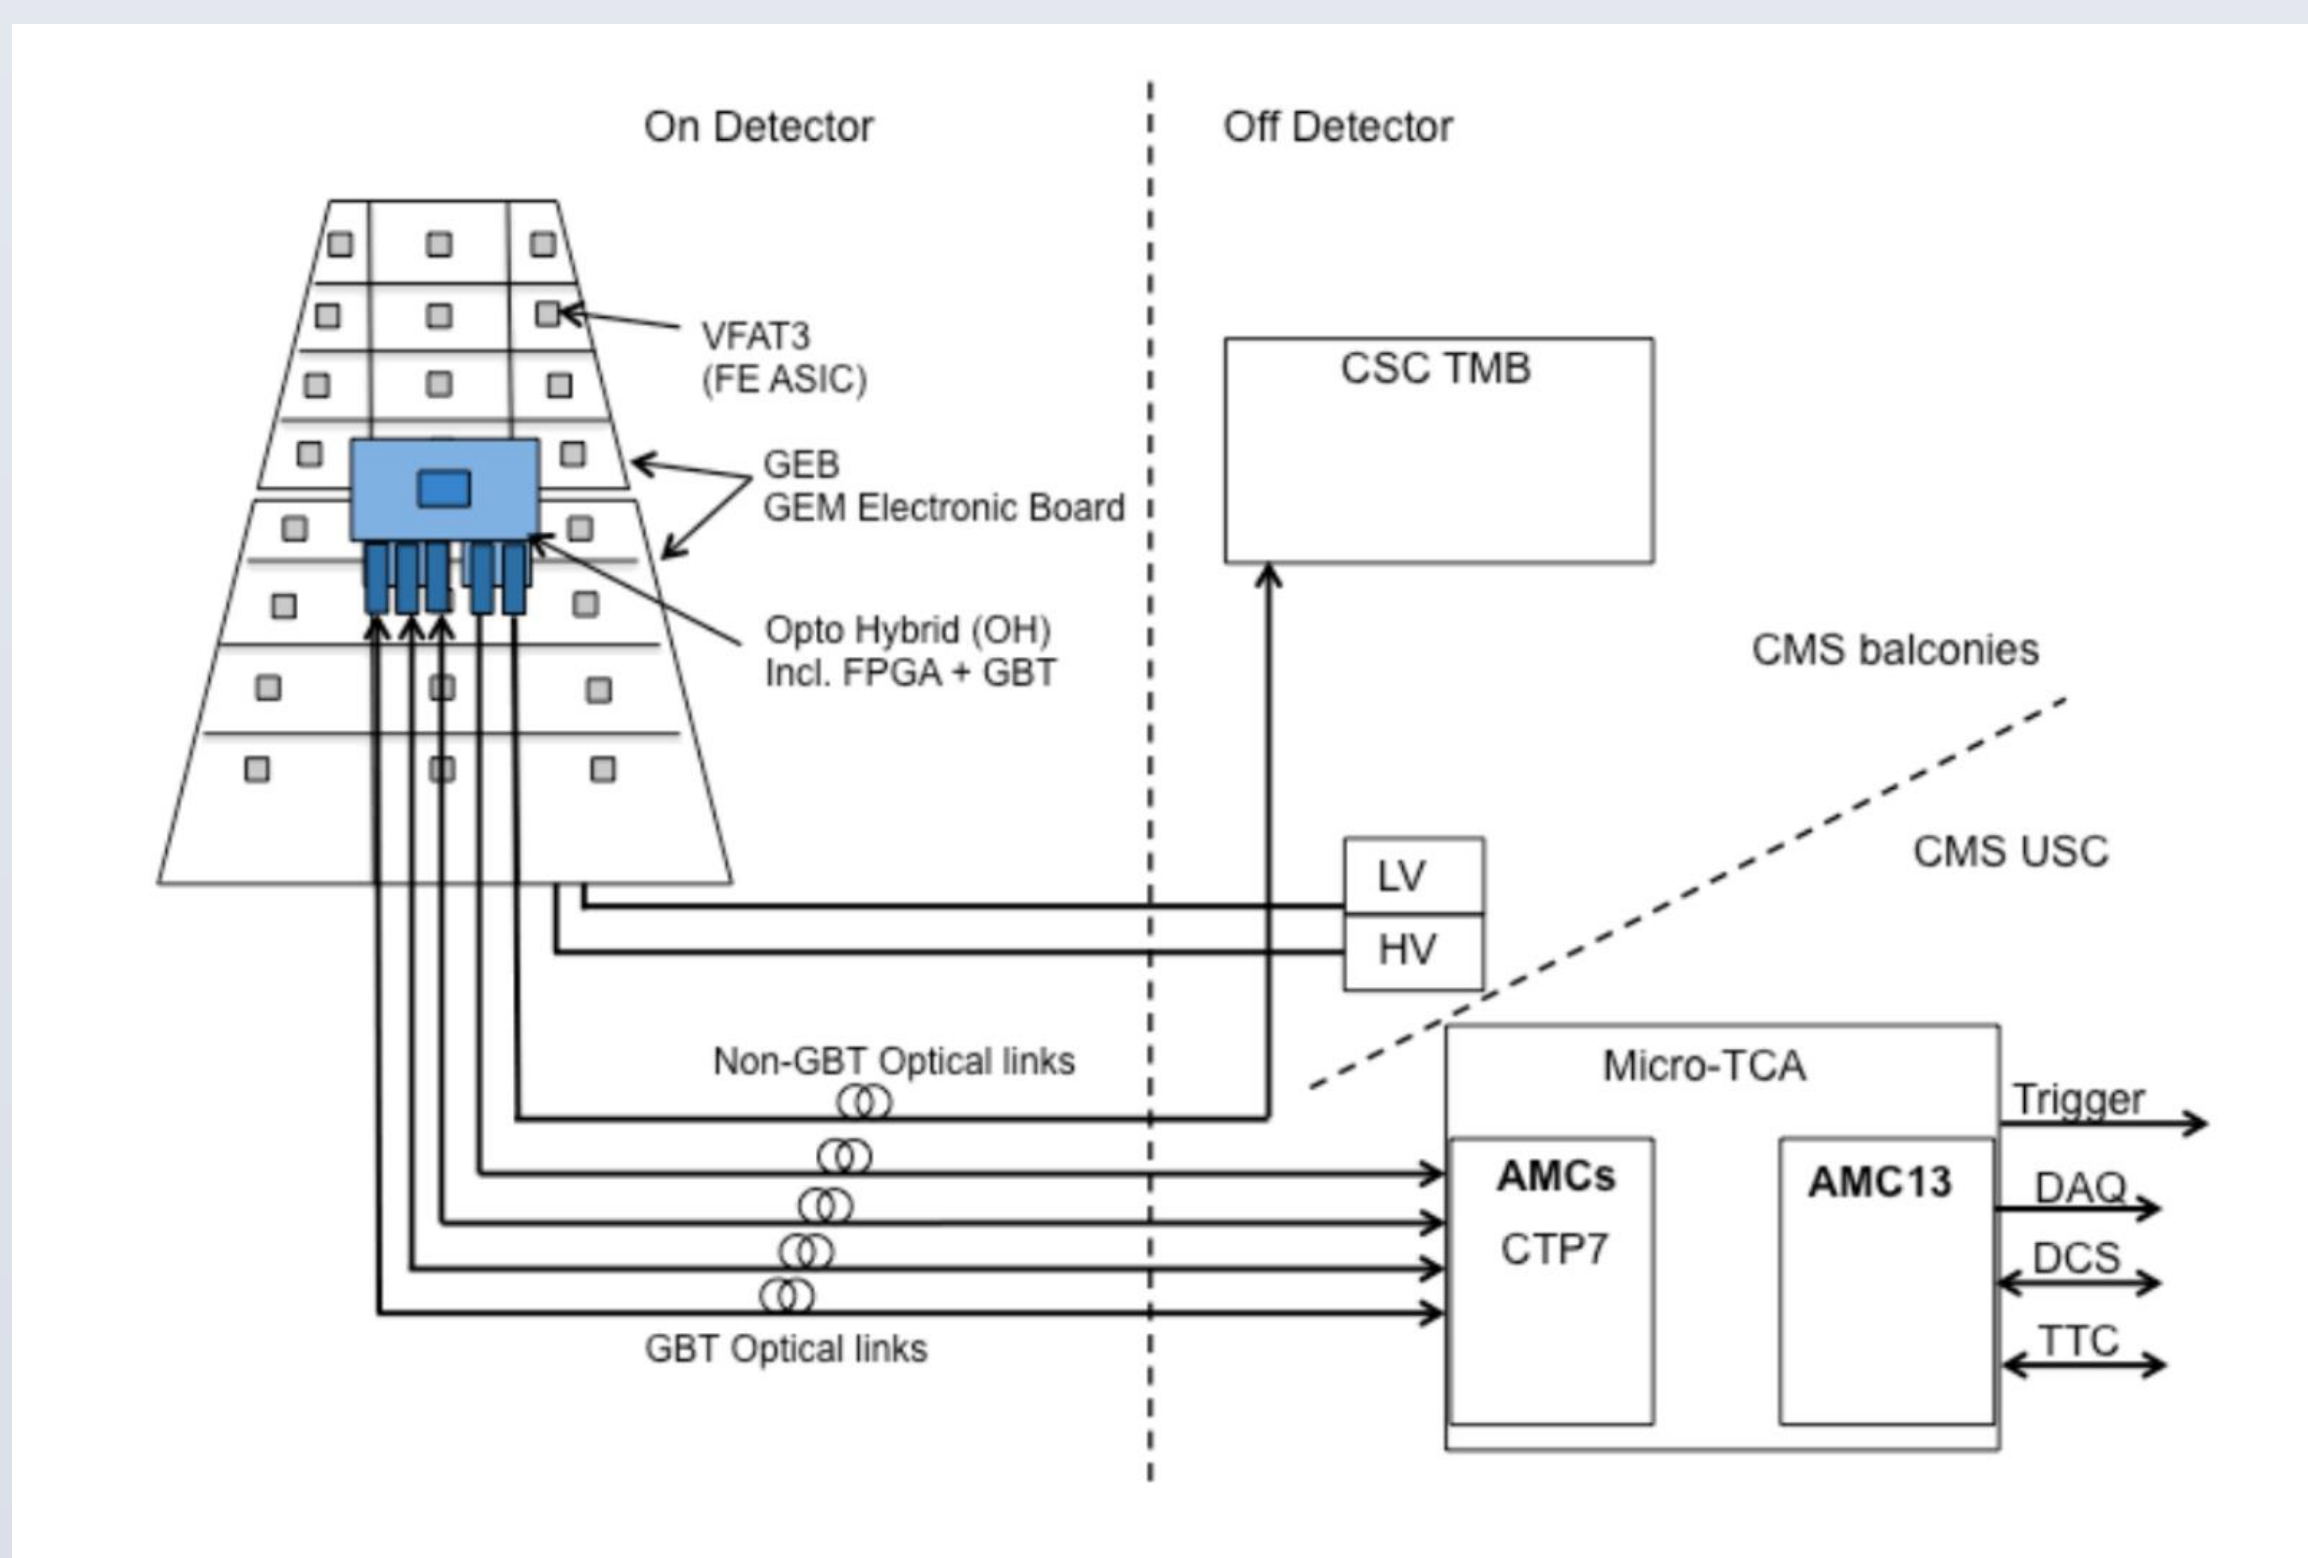 On Detector
Off Detector
VFAT3
(FE ASIC)
CSC TMB
GEB
GEM Electronic Board
Opto Hybrid (OH)
Incl. FPGA + GBT
CMS balconies
CMS USC
LV
HV
Non-GBT Optical links
Micro-TCA
Trigger
AMCs
CTP7
AMC13
DAQ
DCS
TTC
GBT Optical links